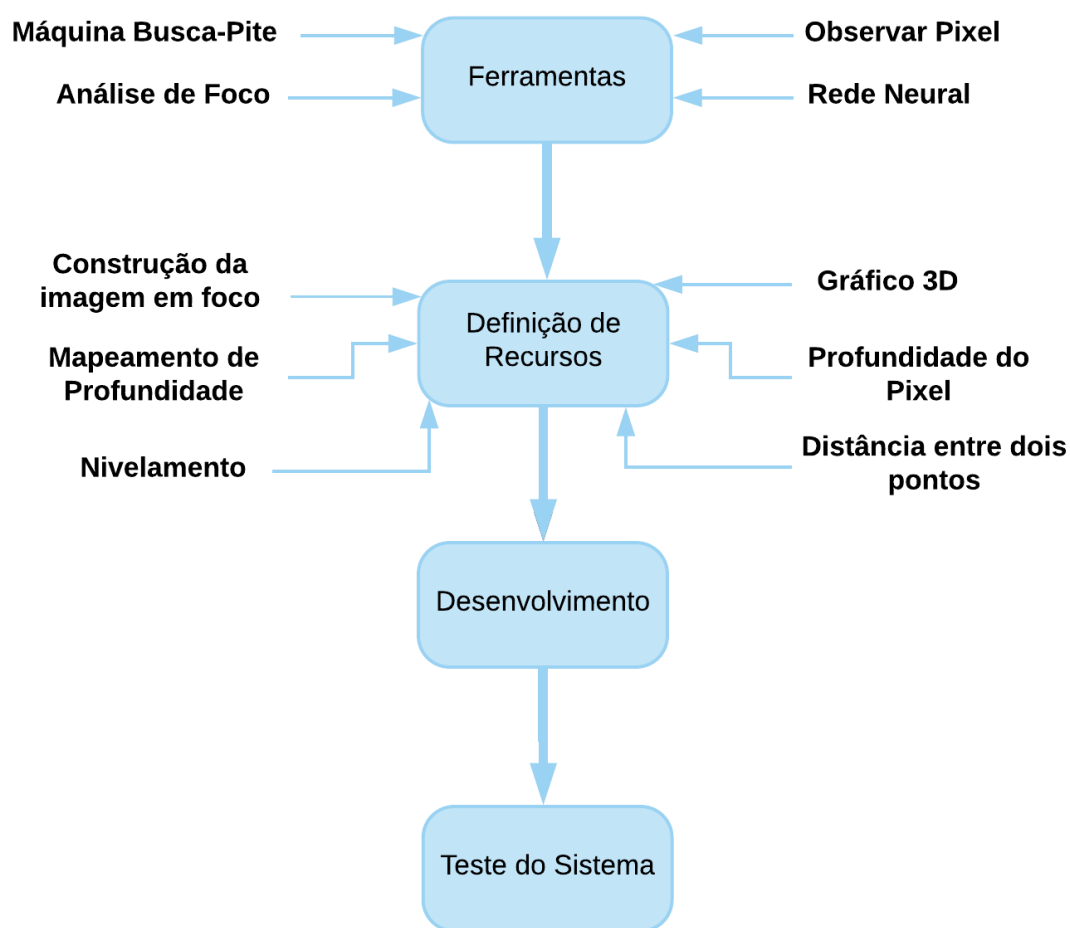 Máquina Busca-Pite
Observar Pixel
Ferramentas
Análise de Foco
Rede Neural
Construção da
imagem em foco
Gráfico 3D
Definição de
Recursos
Mapeamento de
Profundidade
Profundidade do
Pixel
Nivelamento
Distância entre dois
pontos
Desenvolvimento
Teste do Sistema